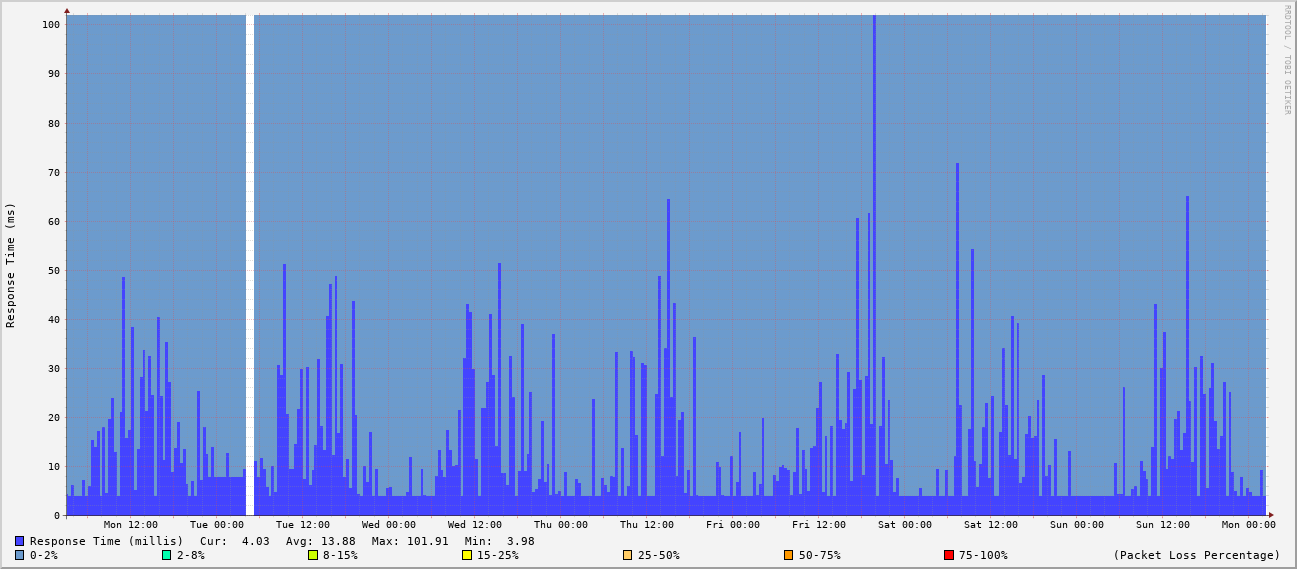 RRDTOOL / TOBI OETIKER
Response Time (ms)
100
90
80
70
60
50
40
30
20
10
0
Mon 12:00 Tue 00:00 Tue 12:00 Wed 00:00 Wed 12:00 Thu 00:00 Thu 12:00 Fri 00:00 Fri 12:00 Sat 00:00 Sat 12:00 Sun 00:00 Sun 12:00 Mon 00:00
Response Time (millis) Cur: 4.03 Avg: 13.88 Max: 101.91 Min: 3.98
0-2% 2-8% 8-15% 15-25% 25-50% 50-75% 75-100% (Packet Loss Percentage)